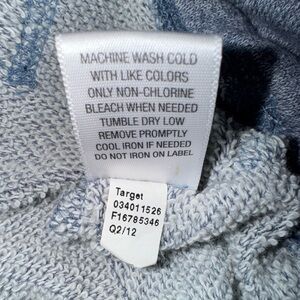 MACHINE WASH COLD
WITH LIKE COLORS
ONLY NON-CHLORINE
BLEACH WHEN NEEDED
TUMBLE DRY LOW
REMOVE PROMPTLY
COOL IRON IF NEEDED
DO NOT IRON ON LABEL
Target
034011526
F16785346
Q2/12